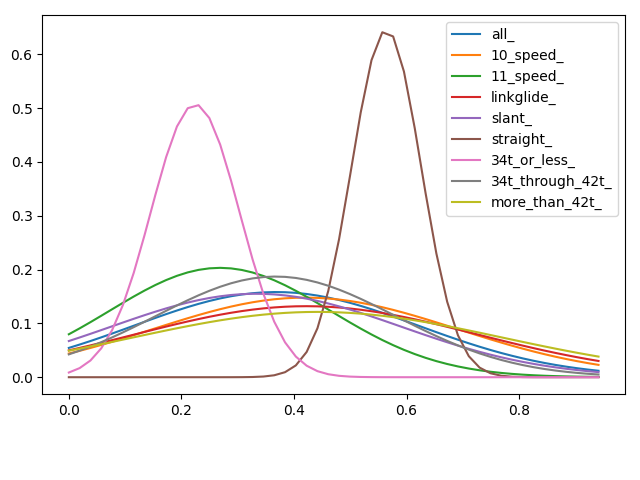 all_
10_speed_
11_speed_
linkglide_
slant_
straight_
34t_or_less_
34t_through_42t_
more_than_42t_
0.6
0.5
0.4
0.3
0.2
0.1
0.0
0.0 0.2 0.4 0.6 0.8